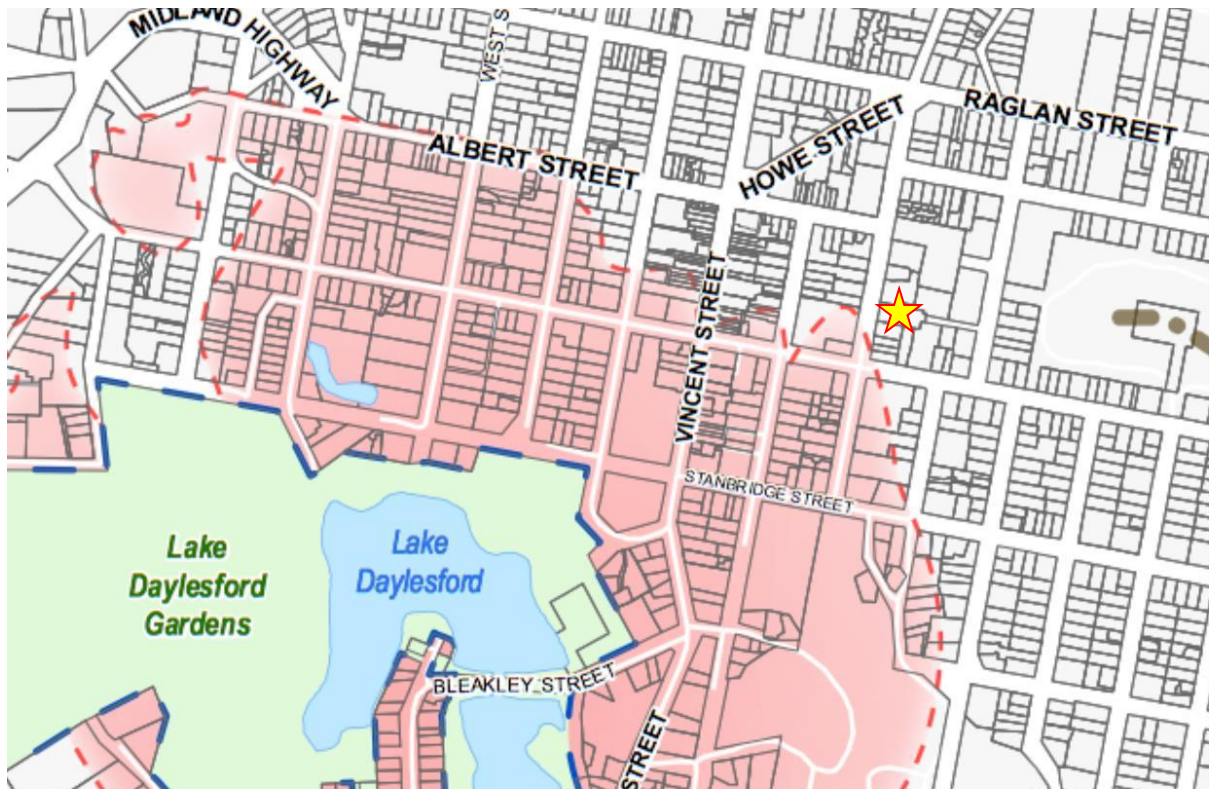 MIDLAND HIGHWAY
WEST S
RAGLAN STREET
HOWE STREET
ALBERT STREET
VINCENT STREET
STANBRIDGE STREET
Lake
Daylesford
Gardens
Lake
Daylesford
BLEAKLEY STREET
STREET